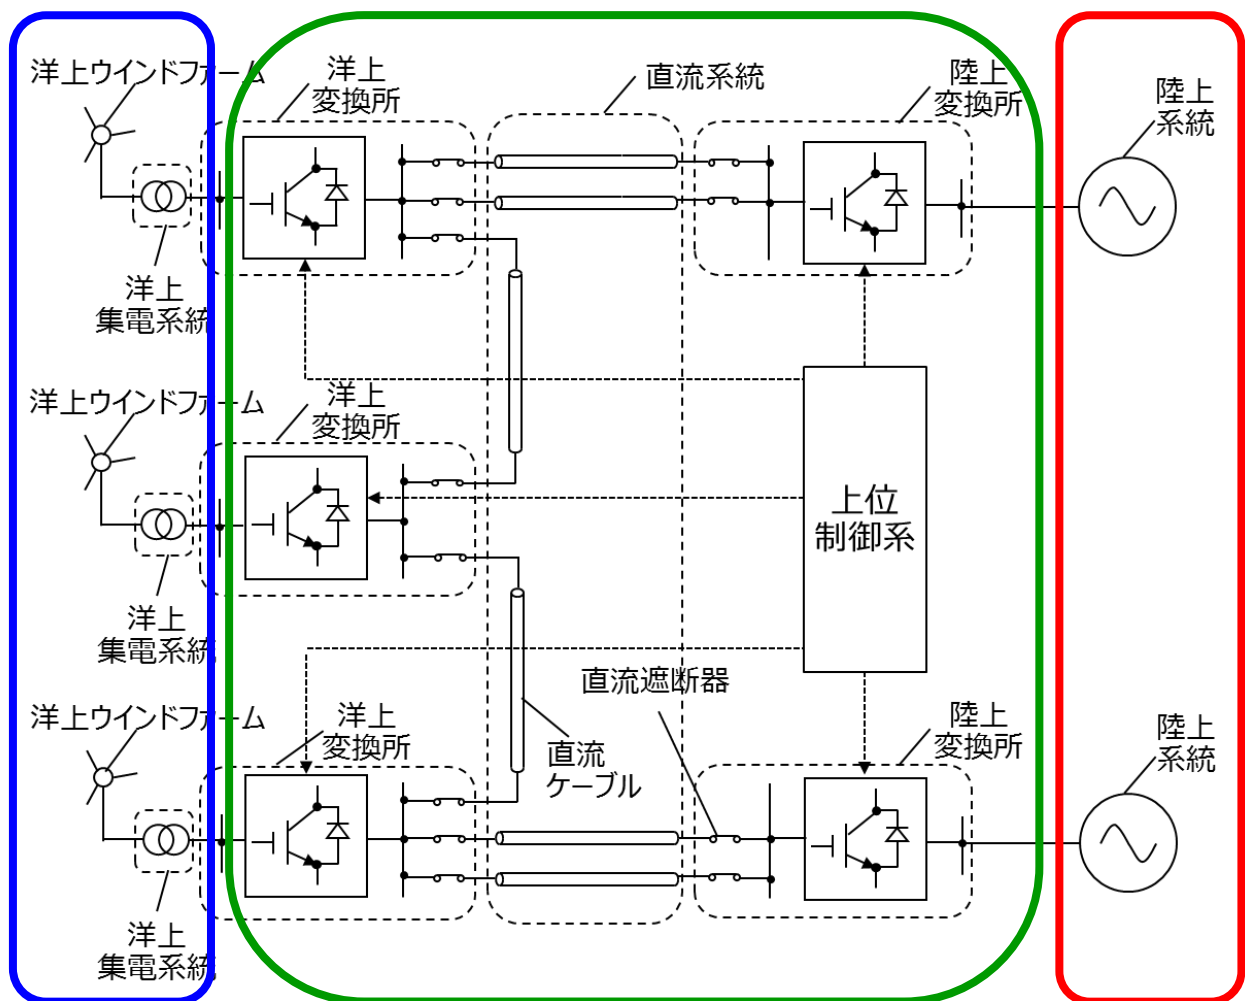 洋上ウインドファーム
洋上
変換所
直流系統
陸上
変換所
陸上
系統
洋上
集電系統
洋上ウインドファーム
洋上
変換所
上位
制御系
洋上
集電系統
直流遮断器
洋上ウインドファーム
洋上
変換所
直流
ケーブル
陸上
変換所
陸上
系統
洋上
集電系統